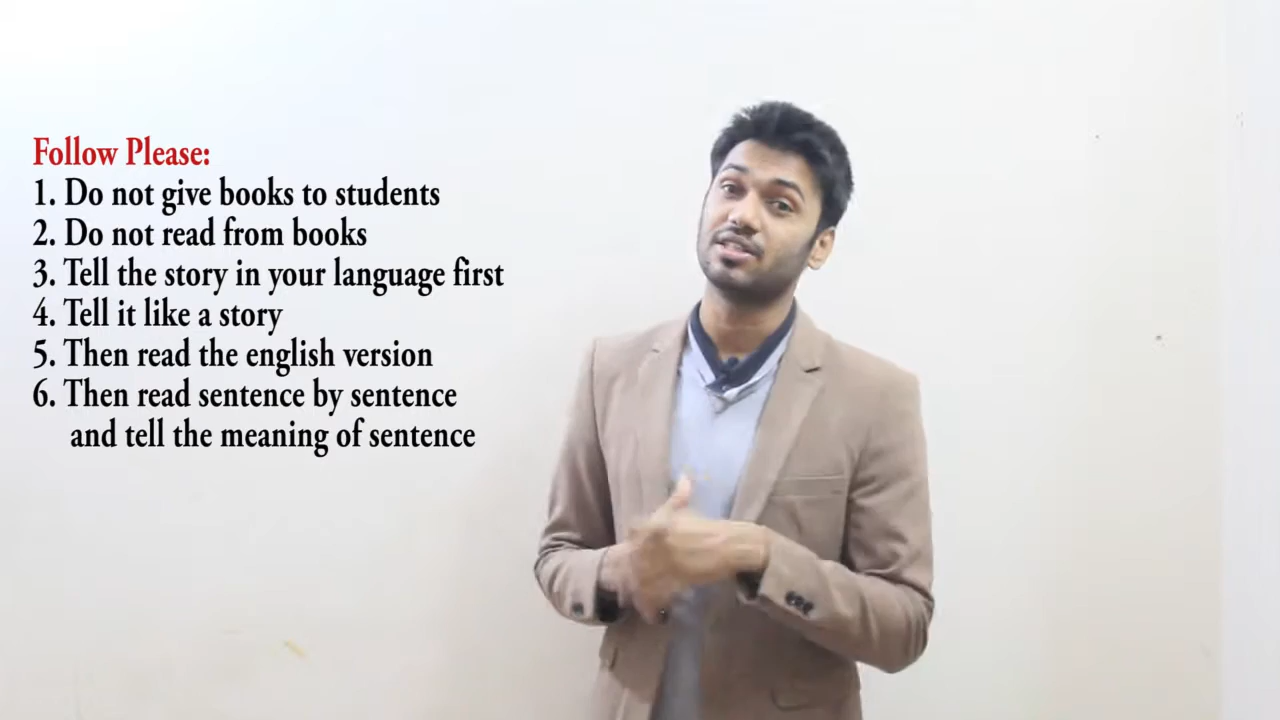 Follow Please:
1. Do not give books to students
2. Do not read from books
3. Tell the story in your language first
4. Tell it like a story
5. Then read the english version
6. Then read sentence by sentence
and tell the meaning of sentence